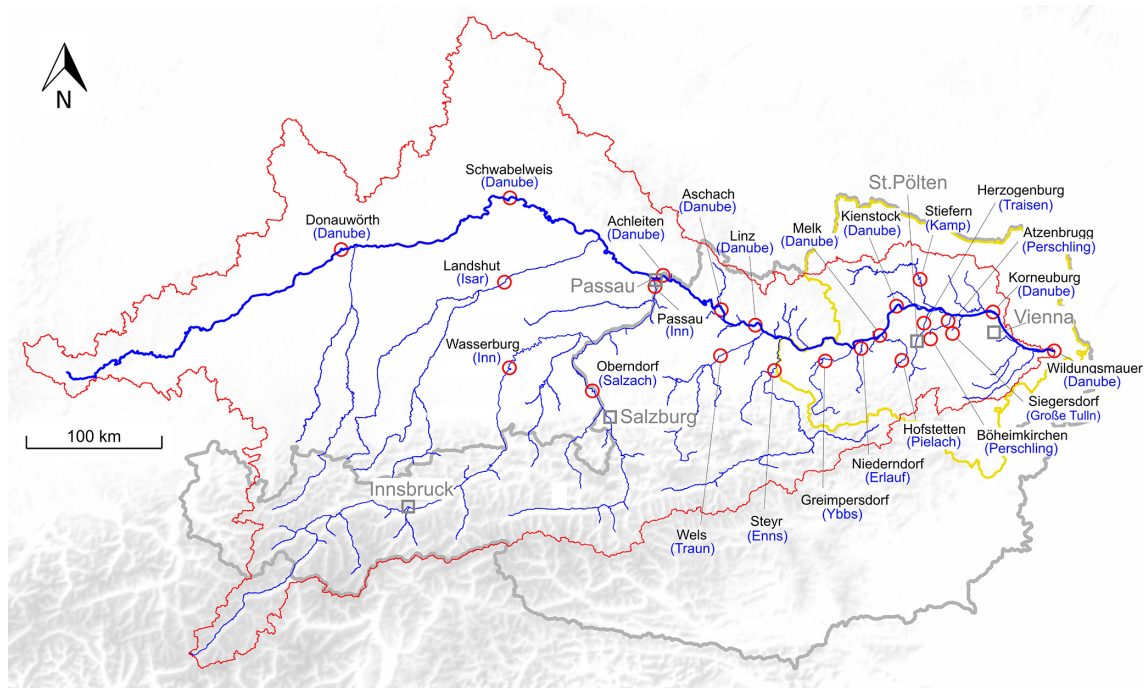 N
Schwabelweis
(Danube)
Donauwörth
(Danube)
Landshut
(Isar)
Wasserburg
(Inn)
Achleiten
(Danube)
Passau
Passau
(Inn)
Oberndorf
(Salzach)
Salzburg
Innsbruck
100 km
Aschach
(Danube)
Linz
(Danube)
Melk
(Danube)
Kienstock
(Danube)
St.Pölten
Stiefern
(Kamp)
Herzogenburg
(Traisen)
Atzenbrugg
(Perschling)
Korneuburg
(Danube)
Vienna
Wildungsmauer
(Danube)
Siegersdorf
(Große Tulln)
Böheimkirchen
(Perschling)
Hofstetten
(Pielach)
Niederndorf
(Erlauf)
Greimpersdorf
(Ybbs)
Steyr
(Enns)
Wels
(Traun)